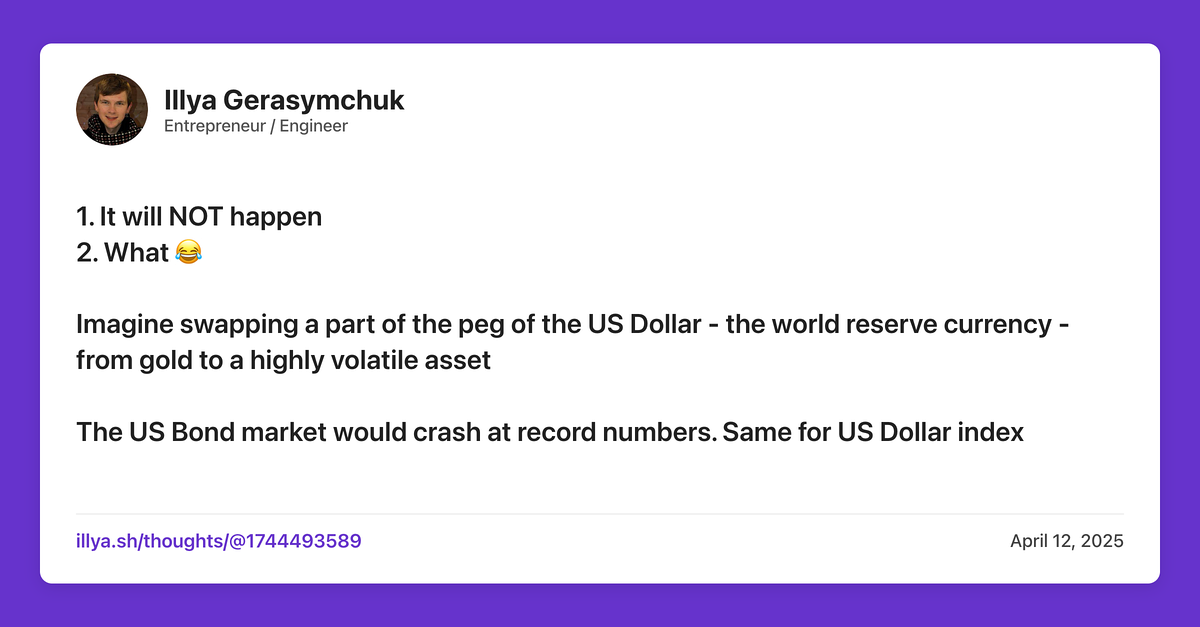 Illya Gerasymchuk
Entrepreneur / Engineer
1. It will NOT happen
2. What 😂
Imagine swapping a part of the peg of the US Dollar - the world reserve currency -
from gold to a highly volatile asset
The US Bond market would crash at record numbers. Same for US Dollar index
illya.sh/thoughts/@1744493589
April 12, 2025